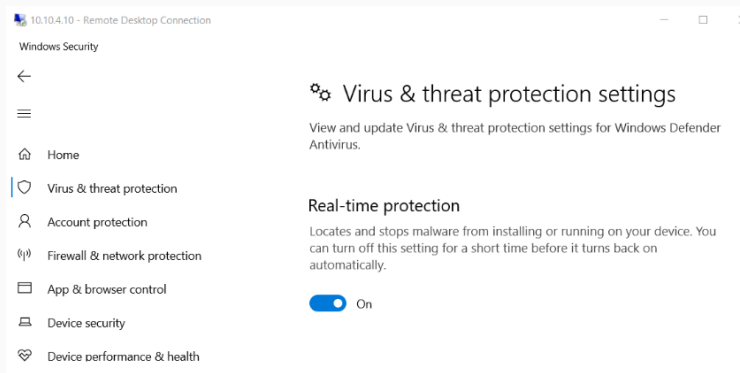 10.10.4.10 - Remote Desktop Connection
Windows Security
Home
Virus & threat protection
Account protection
Firewall & network protection
App & browser control
Device security
Device performance & health
Virus & threat protection settings
View and update Virus & threat protection settings for Windows Defender
Antivirus.
Real-time protection
Locates and stops malware from installing or running on your device. You
can turn off this setting for a short time before it turns back on
automatically.
On